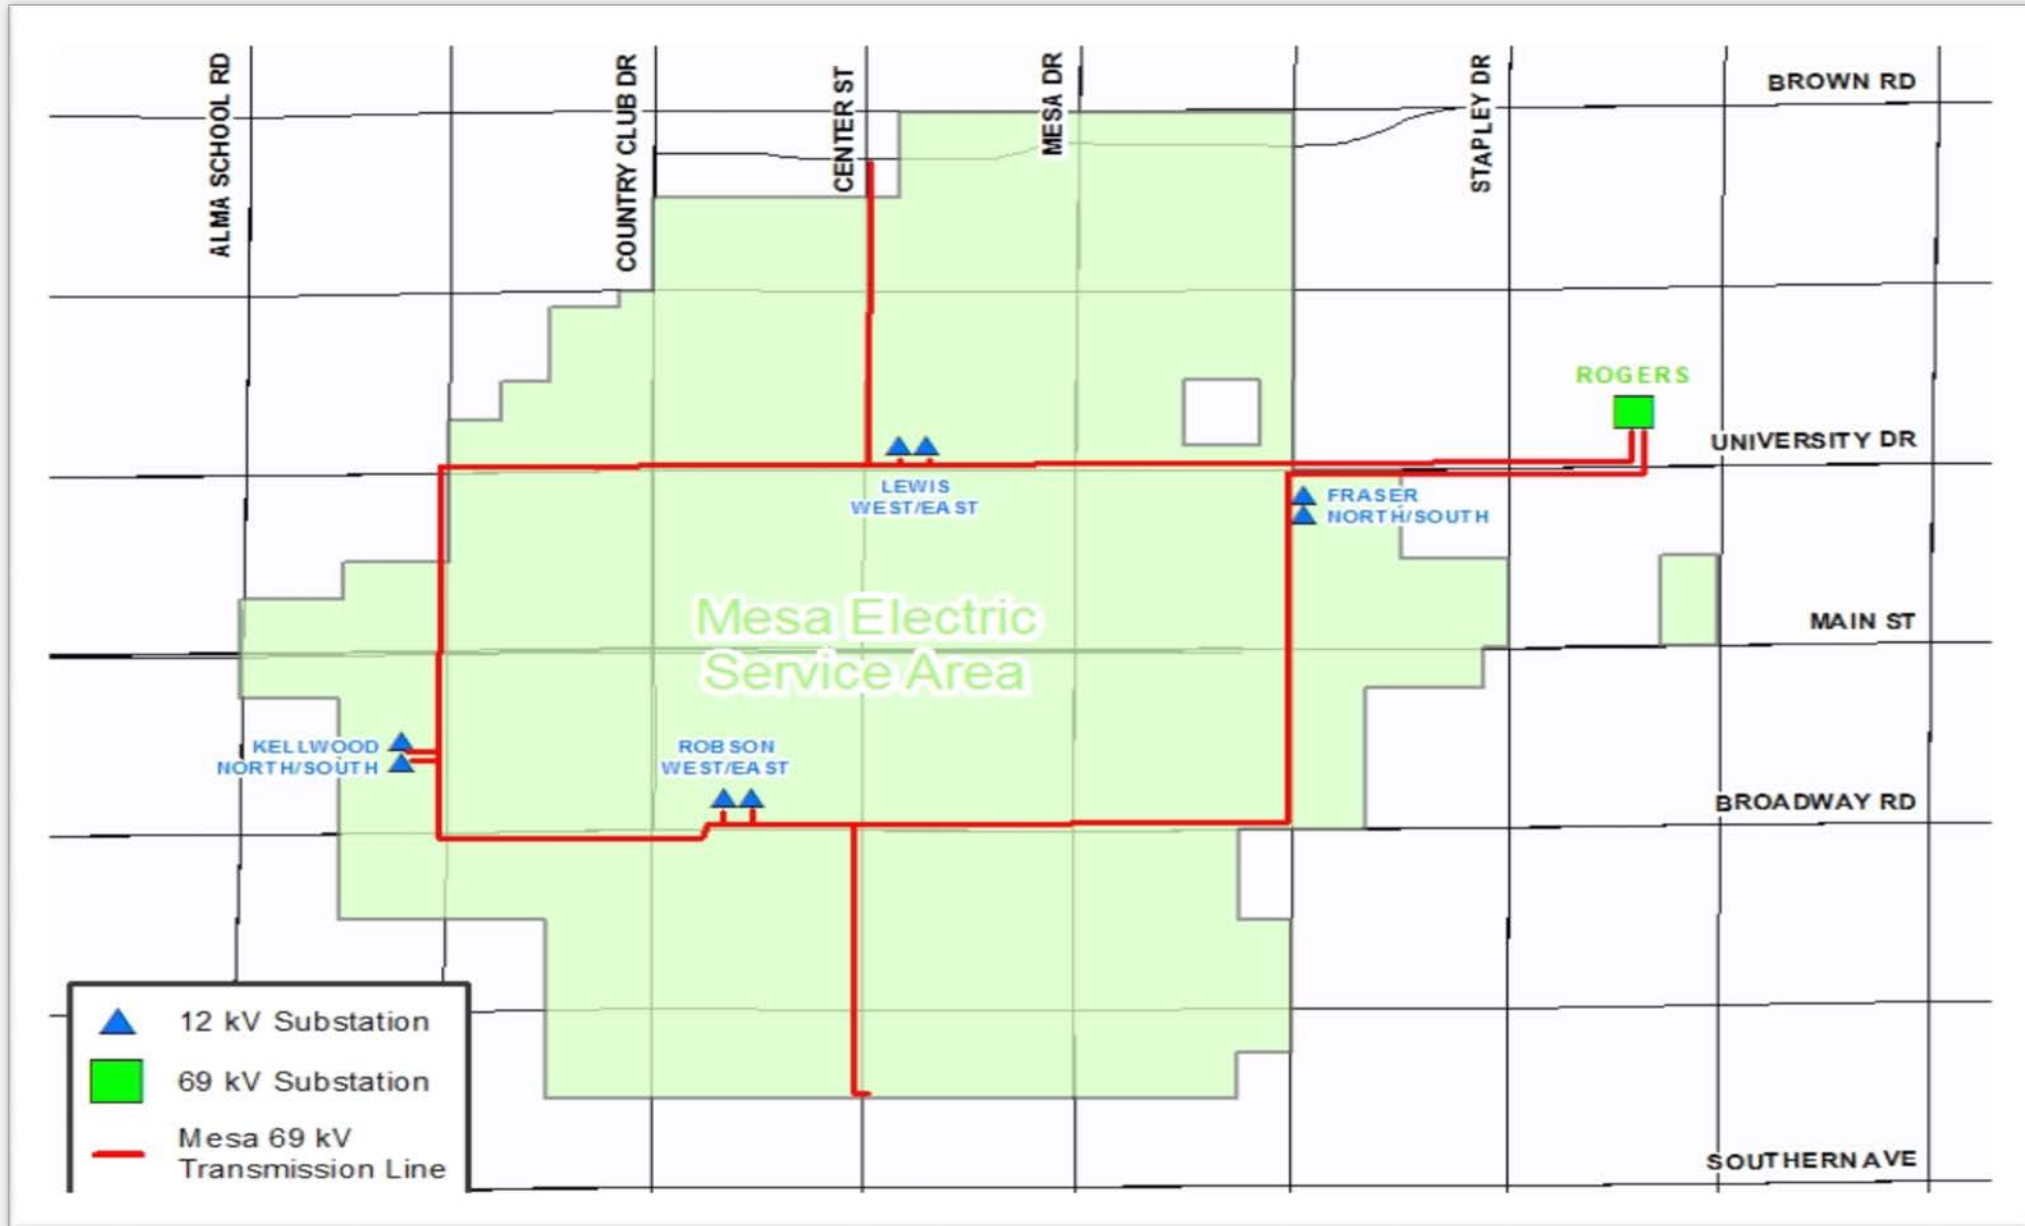 ALMA SCHOOL RD
COUNTRY CLUB DR
CENTER ST
MESA DR
STAPLEY DR
BROWN RD
ROGERS
UNIVERSITY DR
LEWIS
WEST/EAST
FRASER
NORTH/SOUTH
Mesa Electric
Service Area
MAIN ST
KELLWOOD
NORTH/SOUTH
ROBSON
WEST/EAST
BROADWAY RD
12 kV Substation
69 kV Substation
Mesa 69 kV
Transmission Line
SOUTHERN AVE